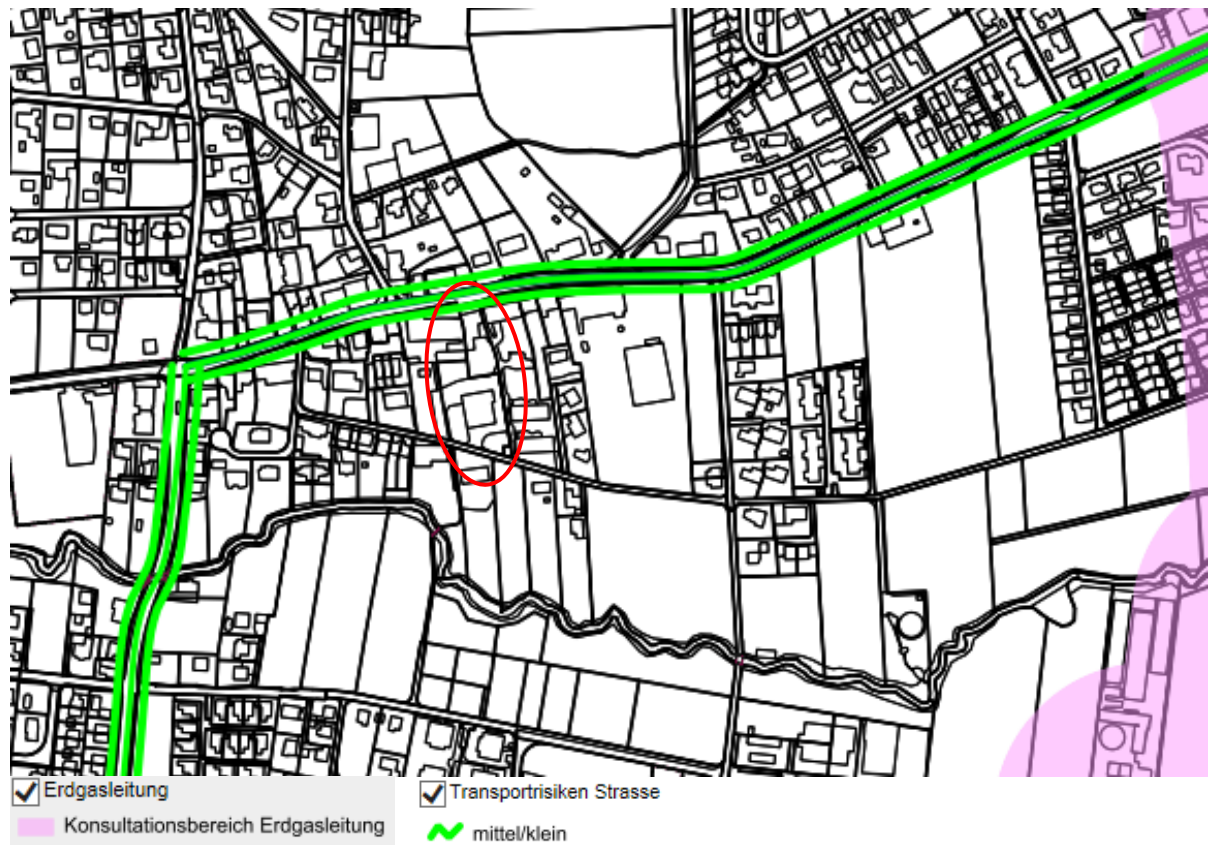 Erdgasleitung
Konsultationsbereich Erdgasleitung
Transportrisiken Strasse
mittel/klein